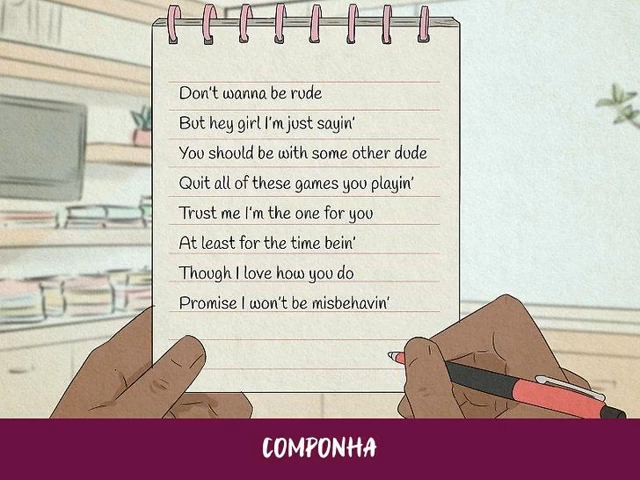 Don't wanna be rude
But hey girl I'm just sayin'
You should be with some other dude
Quit all of these games you playin'
Trust me I'm the one for you
At least for the time bein'
Though I love how you do
Promise I won't be misbehavin'
COMPONHA